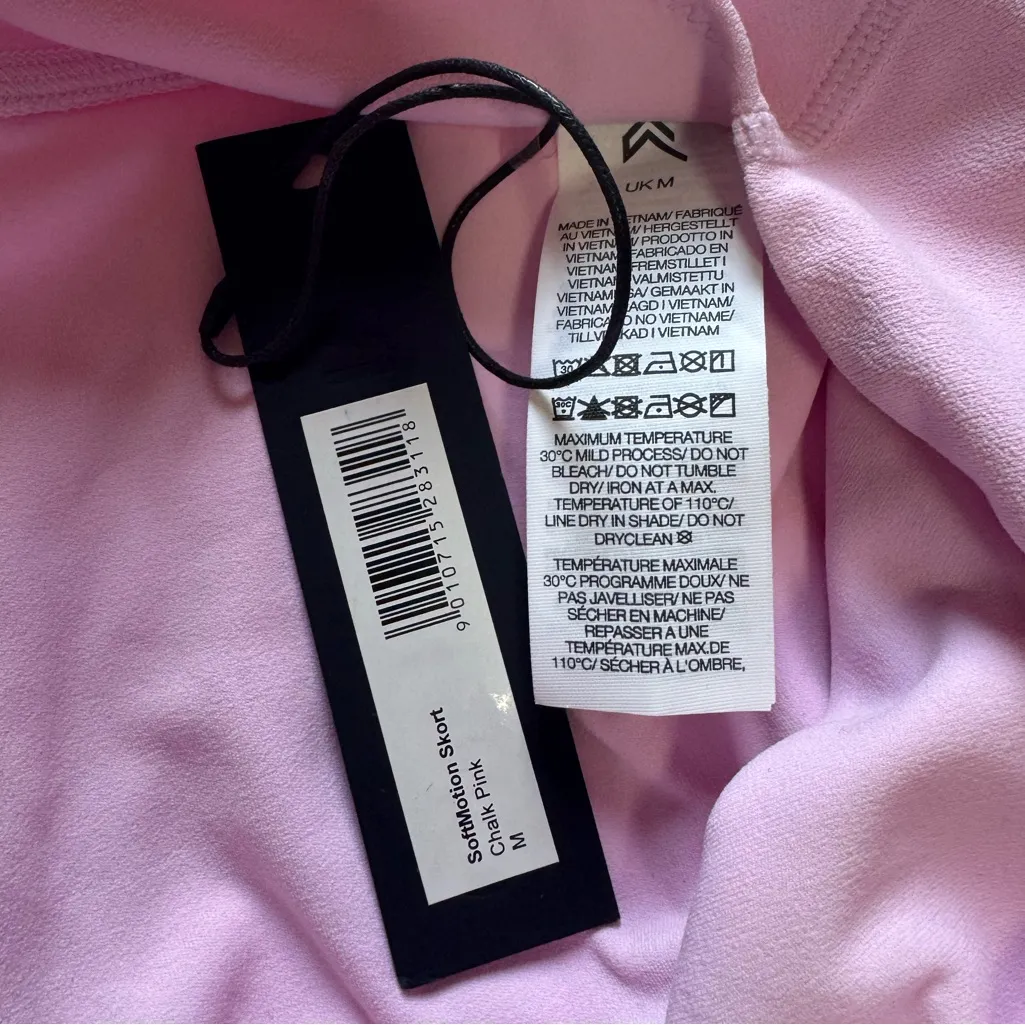 9 010715 283118
SoftMotion Skort
Chalk Pink
M
UK M
MADE IN VIETNAM/ FABRIQUÉ
AU VIETNAM/ HERGESTELLT
IN VIETNAM/ PRODOTTO IN
VIETNAM/ FABRICADO EN
VIETNAM/ FREMSTILLET I
VIETNAM/ VALMISTETTU
GEMAAKT IN
VIETNAM/
FABRICADO NO VIETNAME/
TILLVERKAD I VIETNAM
30
30°C
MAXIMUM TEMPERATURE
30°C MILD PROCESS/ DO NOT
BLEACH/ DO NOT TUMBLE
DRY/ IRON AT A MAX.
TEMPERATURE OF 110°C/
LINE DRY IN SHADE/ DO NOT
DRYCLEAN
TEMPÉRATURE MAXIMALE
30°C PROGRAMME DOUX/ NE
PAS JAVELLISER/ NE PAS
SÉCHER EN MACHINE/
REPASSER A UNE
TEMPÉRATURE MAX.DE
110°C/ SÉCHER À L'OMBRE,